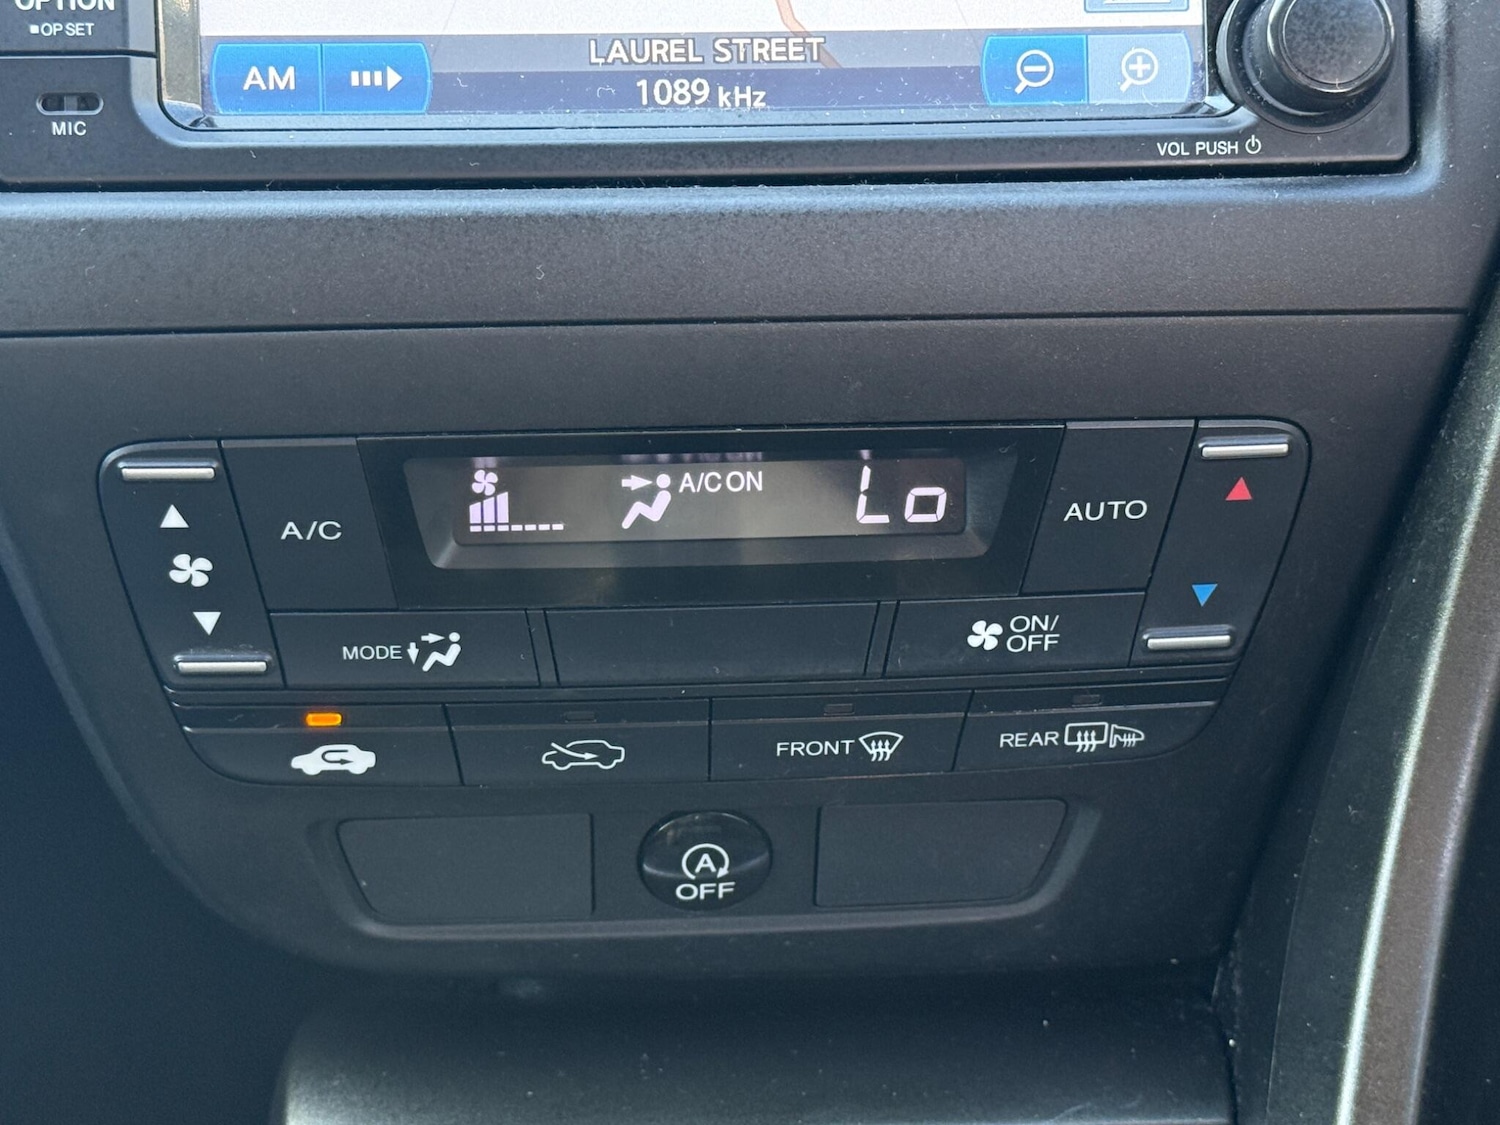 OPTION
■OP SET
MIC
AM
LAUREL STREET
1089 kHz
VOL PUSH
A/C
A/C ON
Lo
AUTO
MODE
ON/
OFF
FRONT
REAR
A
OFF